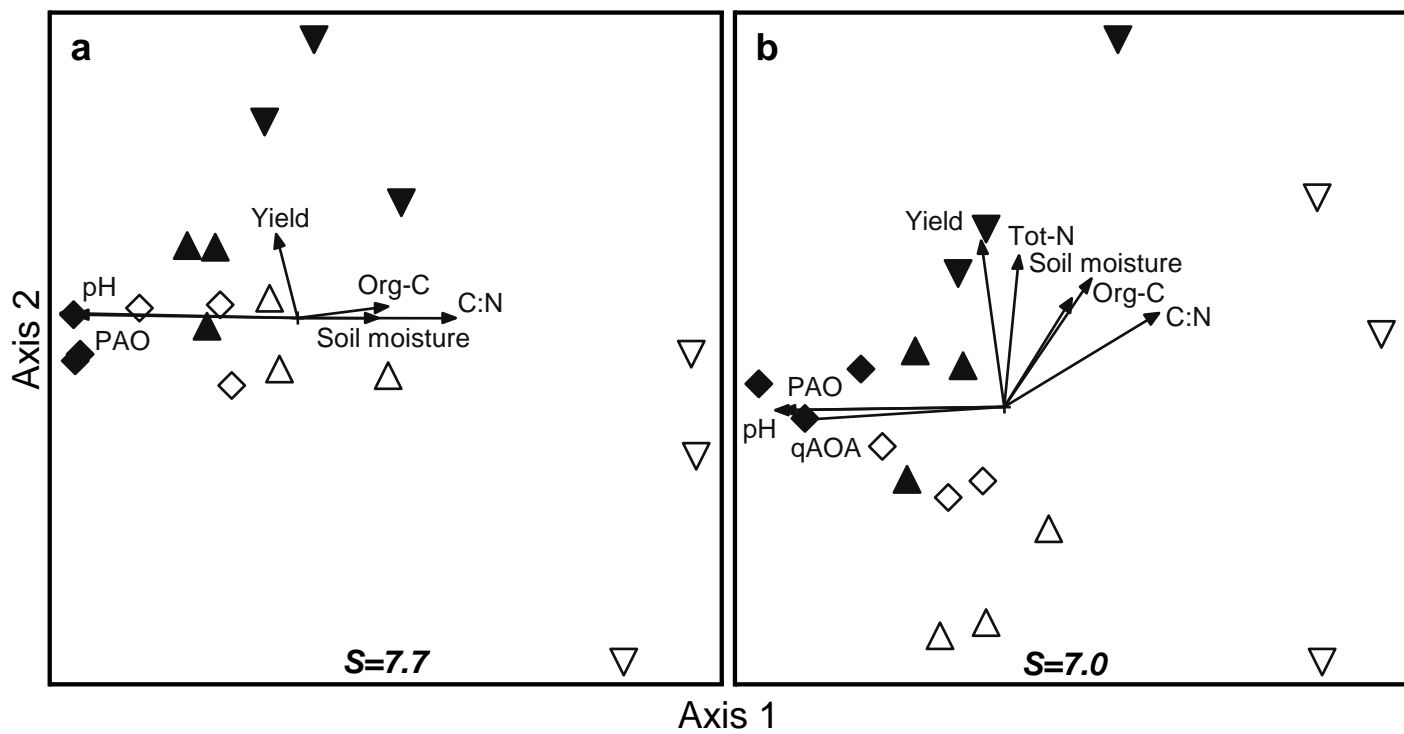 a
Yield
pH
Org-C
C:N
PAO
Soil moisture
S=7.7
b
Yield
Tot-N
Soil moisture
Org-C
C:N
PAO
pH
qAOA
S=7.0
Axis 2
Axis 1